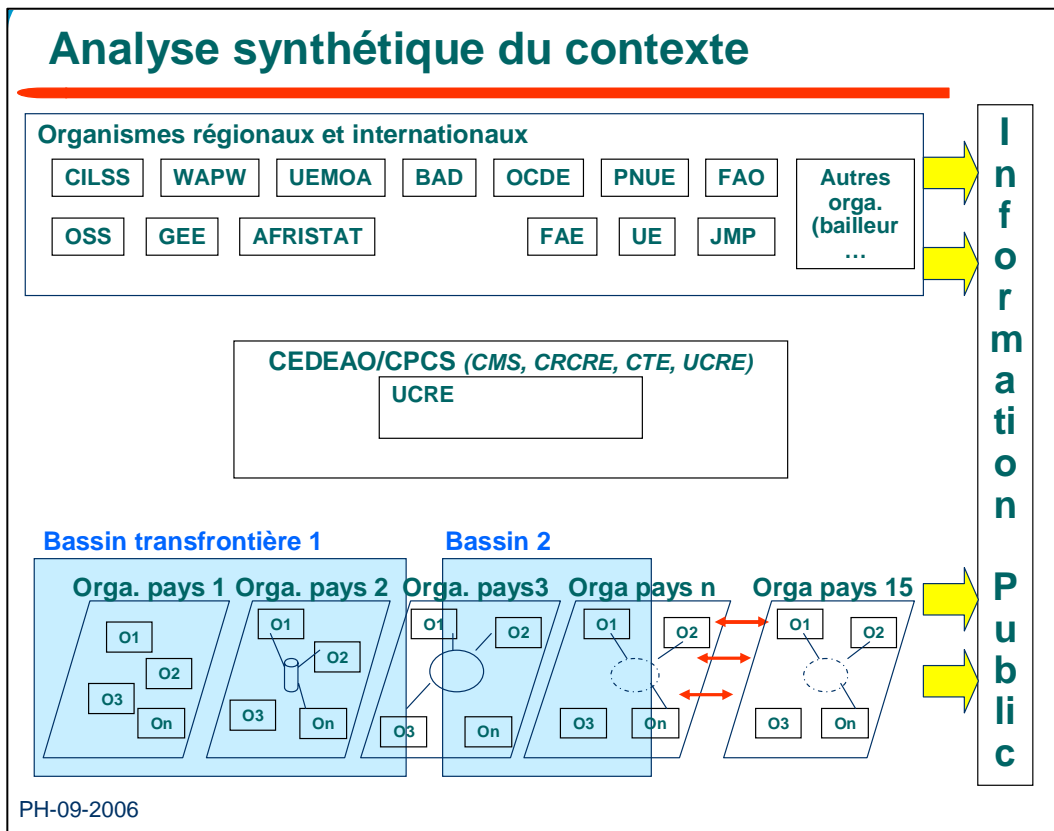 Analyse synthétique du contexte
Organismes régionaux et internationaux
CILSS WAPW UEMOA BAD OCDE PNUE FAO
Autres
orga.
(bailleur
…
OSS GEE AFRISTAT FAE UE JMP
CEDEAO/CPCS (CMS, CRCRE, CTE, UCRE)
UCRE
Bassin transfrontière 1 Bassin 2
Orga. pays 1 Orga. pays 2 Orga. pays3 Orga pays n Orga pays 15
O1
O2
O3
On
O1
O2
O3
On
O1
O2
O3
On
O1
O2
O3
On
O1
O2
O3
On
I
n
f
o
r
m
a
ti
o
n
P
u
b
li
c
PH-09-2006